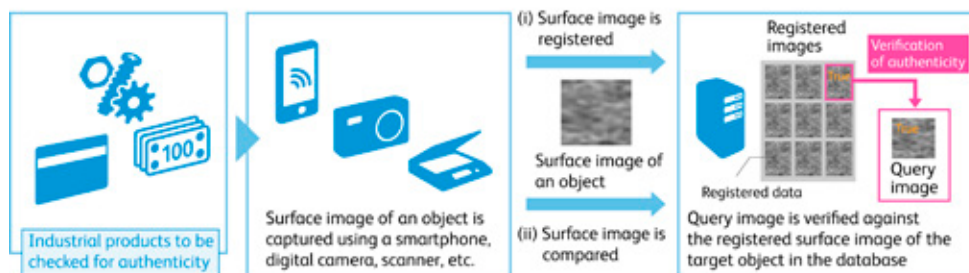 100
Industrial products to be
checked for authenticity
Surface image of an object is
captured using a smartphone,
digital camera, scanner, etc.
(i) Surface image is
registered
Surface image of
an object
(ii) Surface image is
compared
Registered
images
Verification
of authenticity
True
True
Query
image
Registered data
Query image is verified against
the registered surface image of the
target object in the database